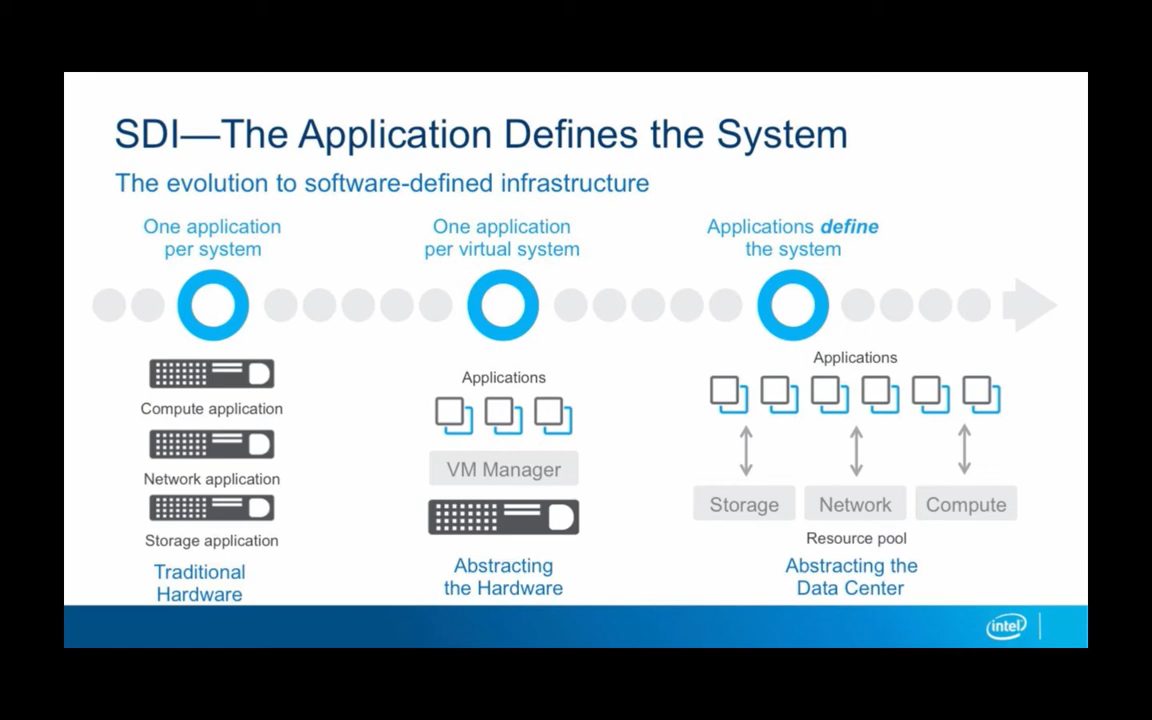 SDI—The Application Defines the System
The evolution to software-defined infrastructure
One application
per system
Compute application
Network application
Storage application
Traditional
Hardware
One application
per virtual system
Applications
VM Manager
Abstracting
the Hardware
Applications define
the system
Applications
Storage
Network
Compute
Resource pool
Abstracting the
Data Center
intel